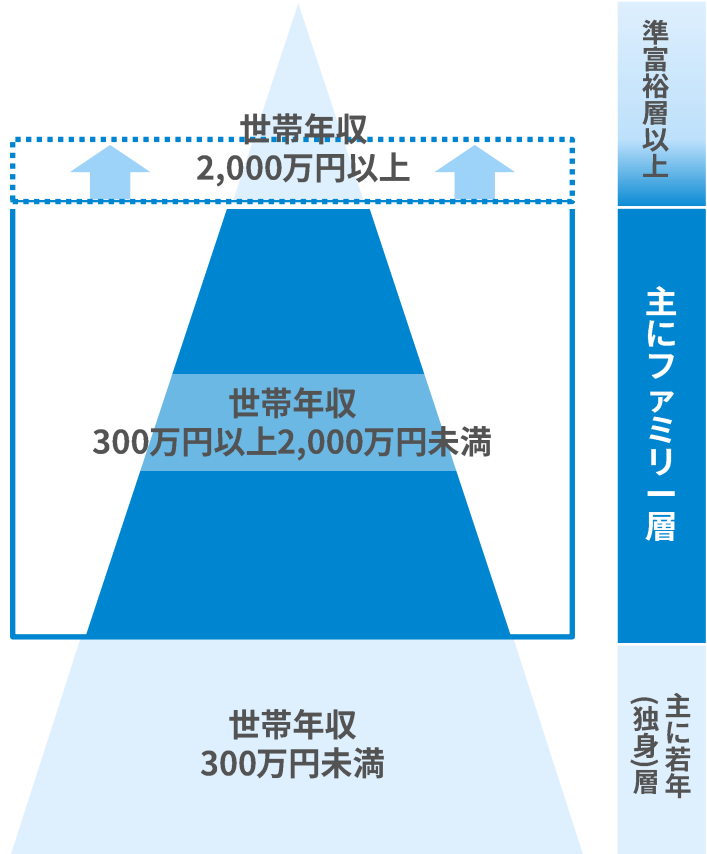 世帯年収
2,000万円以上
準富裕層以上
世帯年収
300万円以上2,000万円未満
主にファミリー層
世帯年収
300万円未満
主に若年
(独身)層